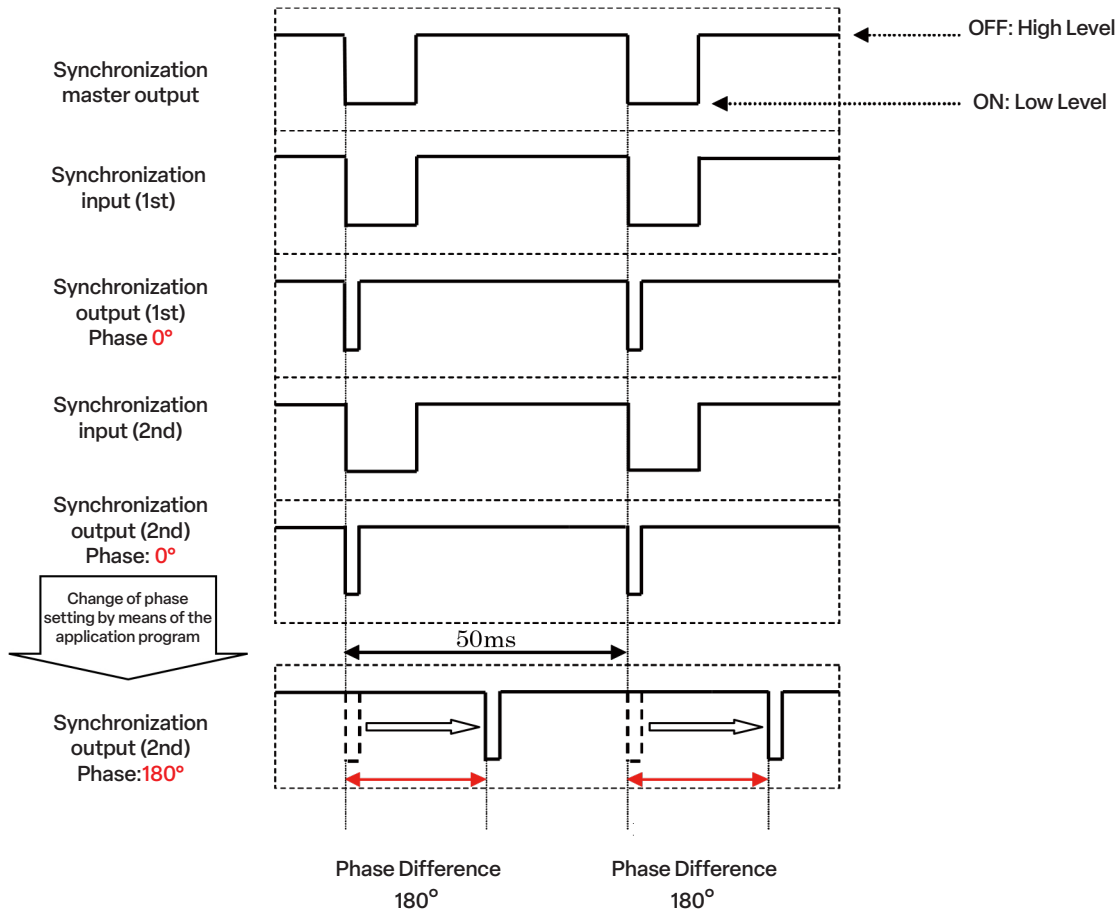 OFF: High Level
Synchronization
master output
ON: Low Level
Synchronization
input (1st)
Synchronization
output (1st)
Phase 0°
Synchronization
input (2nd)
Synchronization
output (2nd)
Phase: 0°
Change of phase
setting by means of the
application program
50ms
Synchronization
output (2nd)
Phase:180°
Phase Difference
180°
Phase Difference
180°